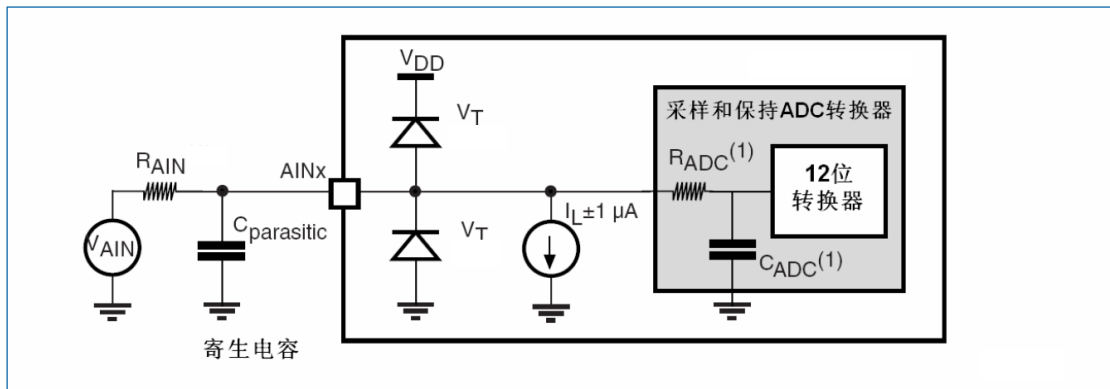 VDD
VT
采样和保持ADC转换器
RAIN
AINx
RADC(1)
12位
转换器
IL±1 μA
VAIN
Cparasitic
VT
CADC(1)
寄生电容